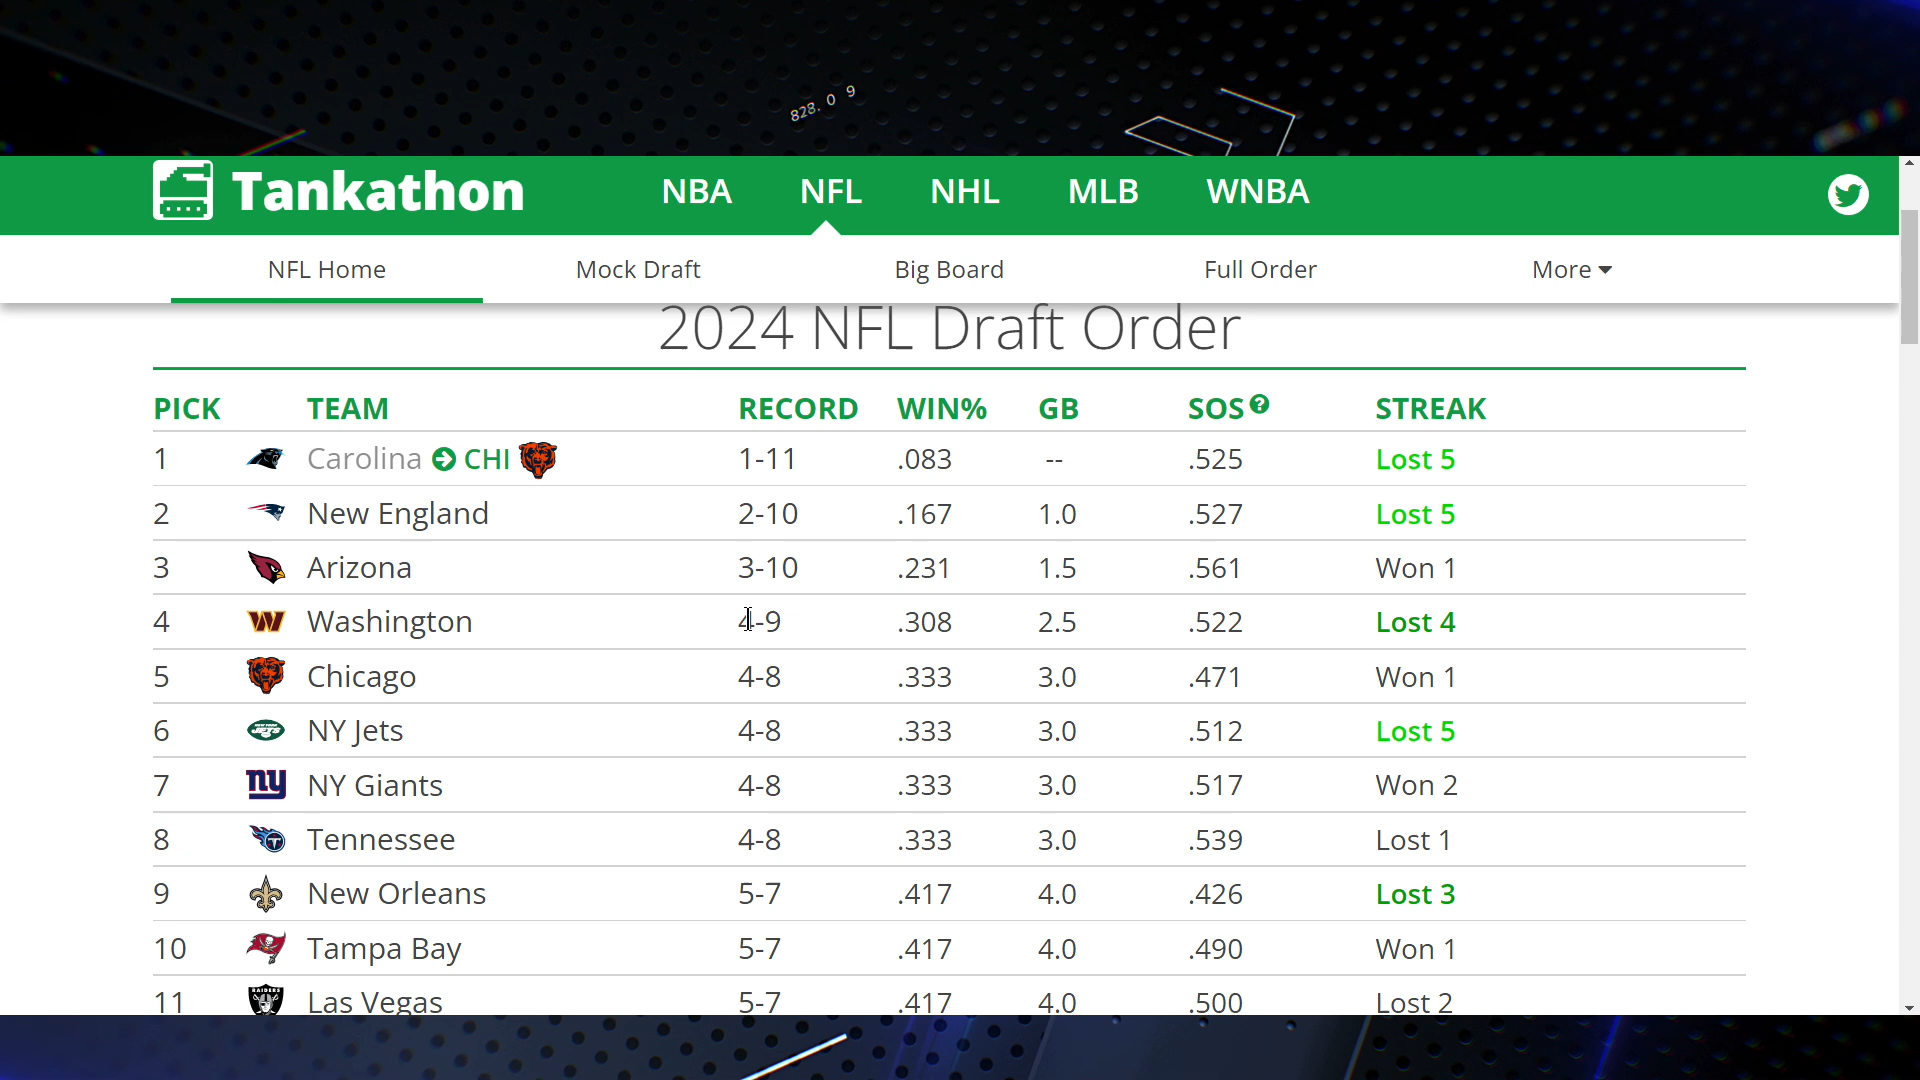 828. 0 9
Tankathon NBA NFL NHL MLB WNBA
NFL Home Mock Draft Big Board Full Order More
2024 NFL Draft Order
PICK TEAM RECORD WIN% GB SOS ? STREAK
1 Carolina CHI 1-11 .083 -- .525 Lost 5
2 New England 2-10 .167 1.0 .527 Lost 5
3 Arizona 3-10 .231 1.5 .561 Won 1
4 W Washington 4-9 .308 2.5 .522 Lost 4
5 Chicago 4-8 .333 3.0 .471 Won 1
6 JETS NY Jets 4-8 .333 3.0 .512 Lost 5
7 ny NY Giants 4-8 .333 3.0 .517 Won 2
8 T Tennessee 4-8 .333 3.0 .539 Lost 1
9 New Orleans 5-7 .417 4.0 .426 Lost 3
10 Tampa Bay 5-7 .417 4.0 .490 Won 1
11 RAIDERS Las Vegas 5-7 .417 4.0 .500 Lost 2